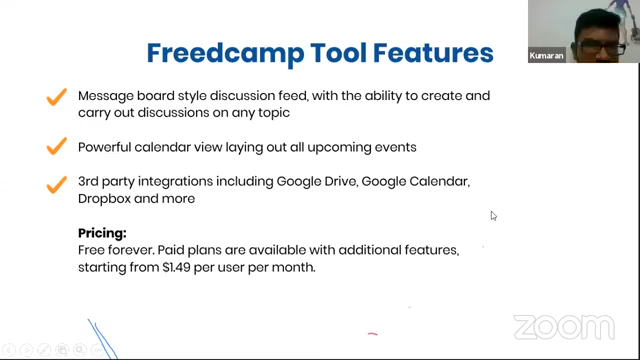 Freedcamp Tool Features
Kumaran
Message board style discussion feed, with the ability to create and
carry out discussions on any topic
Powerful calendar view laying out all upcoming events
3rd party integrations including Google Drive, Google Calendar,
Dropbox and more
Pricing:
Free forever. Paid plans are available with additional features,
starting from $1.49 per user per month.
zoom